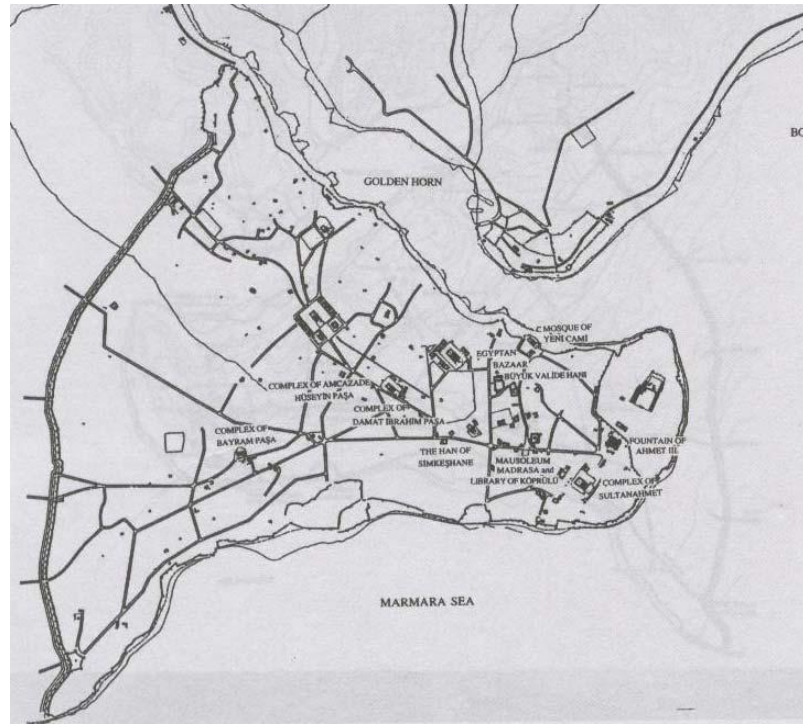 BO
GOLDEN HORN
C MOSQUE OF
YENİ CAMİ
EGYPTAN
BAZAAR
BÜYÜK VALİDE HANI
COMPLEX OF AMCAZADE
HÜSEYİN PAŞA
COMPLEX OF
DAMAT İBRAHİM PAŞA
COMPLEX OF
BAYRAM PAŞA
THE HAN OF
SIMKEŞHANE
FOUNTAIN OF
AHMET III.
MAUSOLEUM
MADRASA and
LIBRARY OF KÖPRÜLÜ
COMPLEX OF
SULTANAHMET
MARMARA SEA